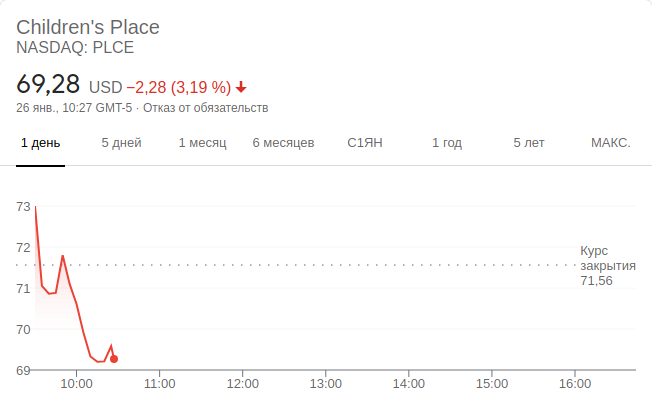 Children's Place
NASDAQ: PLCE
69,28 USD −2,28 (3,19 %)
26 янв., 10:27 GMT-5 · Отказ от обязательств
1 день 5 дней 1 месяц 6 месяцев С1ЯН 1 год 5 лет МАКС.
73
72
71
70
69
Курс
закрытия
71,56
10:00 11:00 12:00 13:00 14:00 15:00 16:00